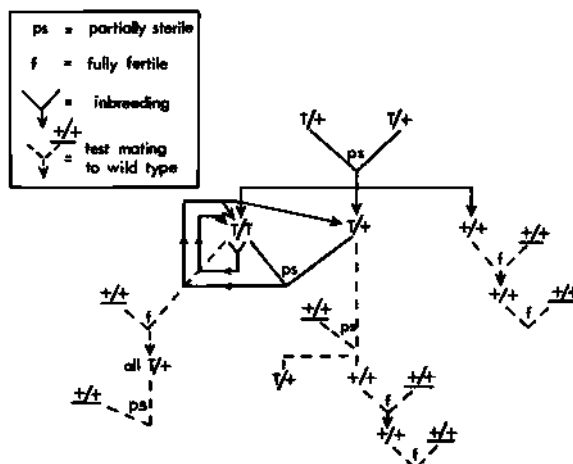 ps = partially sterile
f = fully fertile
= inbreeding
+/+
= test mating
to wild type
T/+ T/+
ps
T/T T/+ +/+
+/+
f
ps
+/+ +/+
f
+/+ +/+
f ps
all T/+ T/+ +/+ +/+
f
+/+ ps
+/+ +/+
f